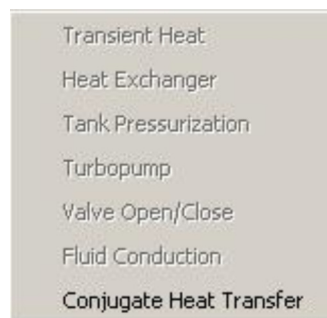 Transient Heat
Heat Exchanger
Tank Pressurization
Turbopump
Valve Open/Close
Fluid Conduction
Conjugate Heat Transfer